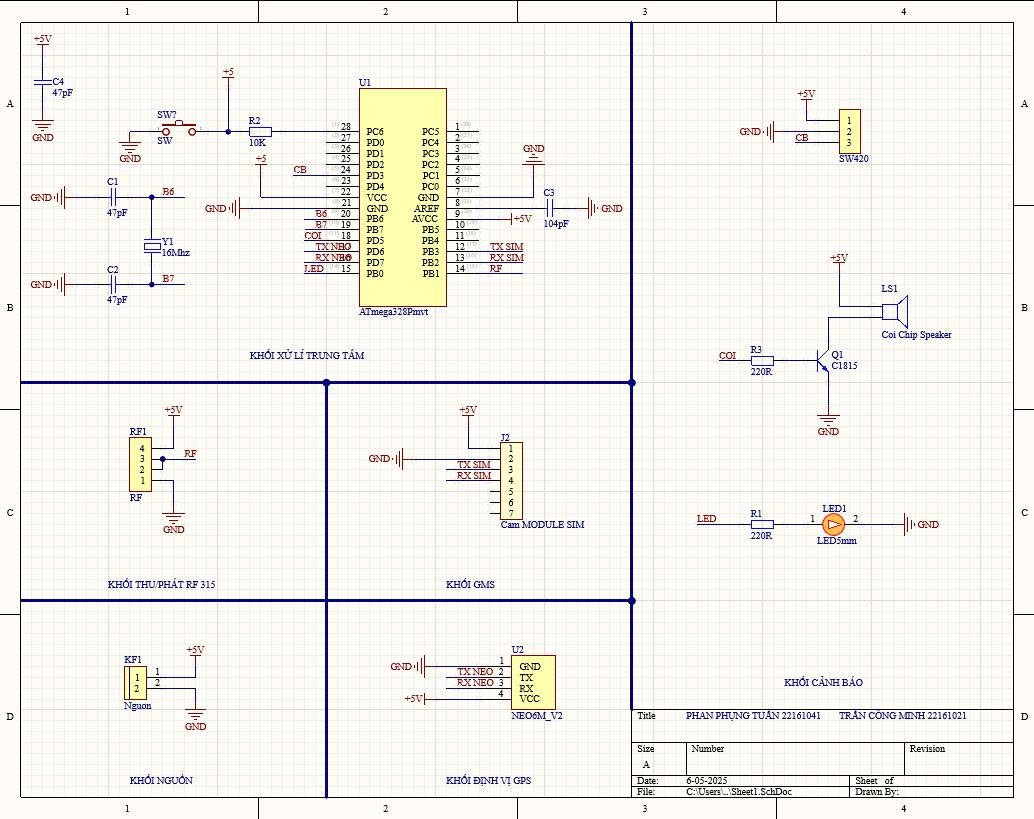 1 2 3 4
A
+5V
C4
47pF
GND
+5
SW?
SW
GND
R2
10K
U1
28 PC6 PC5 1
27 PD0 PC4 2
26 PD1 PC3 3
25 PD2 PC2 4
24 PD3 PC1 5
23 PD4 PC0 6
22 VCC GND 7
21 GND AREF 8
20 PB6 AVCC 9
19 PB7 PB5 10
18 PD5 PB4 11
PD6 PB3 12
PD7 PB2 13
15 PB0 PB1 14
ATmega328Pmvt
+5
CB
GND
B6
B7
COI
TX NEO
RX NEO
LED
GND
C3
104pF
GND
+5V
TX SIM
RX SIM
RF
GND
C1
47pF
B6
Y1
16Mhz
GND
C2
47pF
B7
KHỐI XỬ LÍ TRUNG TÂM
+5V
GND
CB
1
2
3
SW420
A
B
+5V
LS1
Coi Chip Speaker
COI
R3
220R
Q1
C1815
GND
B
RF1
+5V
4
3
2
1
RF
RF
GND
KHỐI THU/PHÁT RF 315
+5V
GND
TX SIM
RX SIM
J2
1
2
3
4
5
6
7
Cam MODULE SIM
KHỐI GMS
C
LED
R1
220R
1
LED1
2
LED5mm
GND
C
KF1
1 1
2 2
Nguon
+5V
GND
KHỐI NGUỒN
U2
GND 1 GND
TX NEO 2 TX
RX NEO 3 RX
+5V 4 VCC
NEO6M_V2
KHỐI ĐỊNH VỊ GPS
KHỐI CẢNH BÁO
D
D
Title PHAN PHỤNG TUẤN 22161041 TRẦN CÔNG MINH 22161021
Size Number Revision
A
Date: 6-05-2025 Sheet of
File: C:\Users\..\Sheet1.SchDoc Drawn By:
1 2 3 4